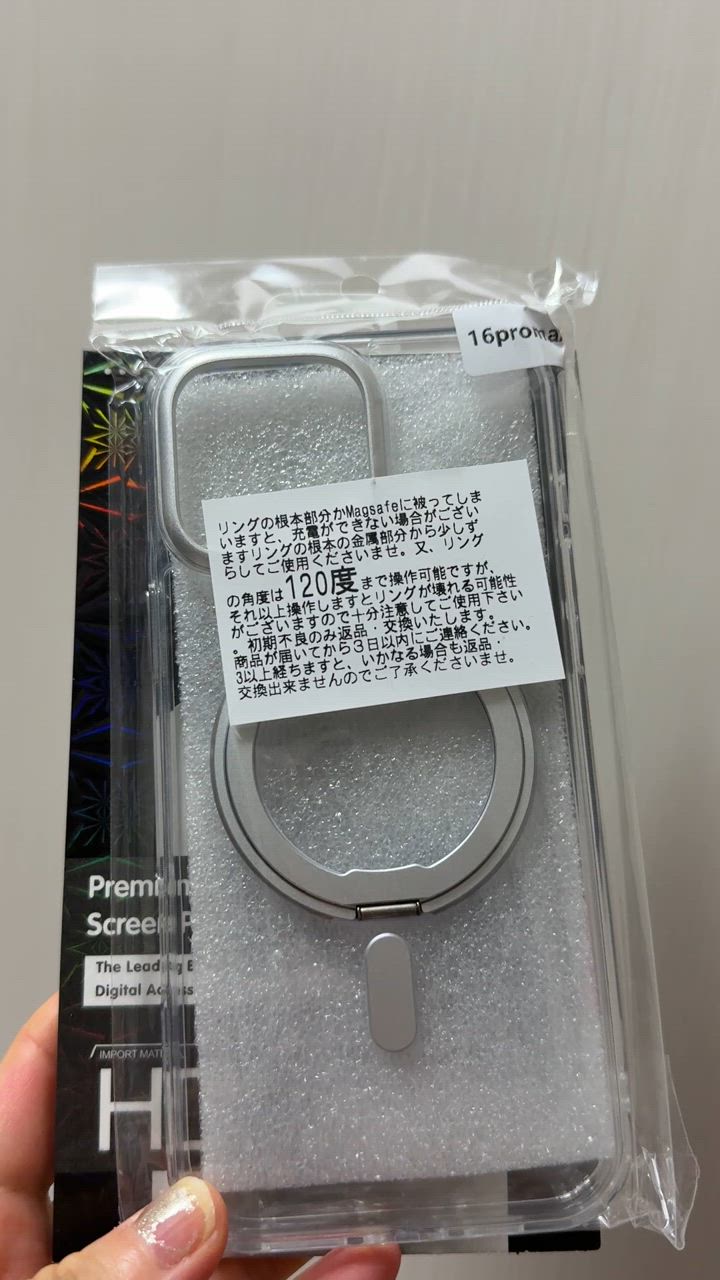 16proma
リングの根本部分がMagsafeに被ってしま
いますと、充電ができない場合がござい
ますリングの根本の金属部分から少しず
らしてご使用くださいませ。又、リング
の角度は120度まで操作可能ですが、
それ以上操作しますとリングが壊れる可能性
がございますので十分注意してご使用下さい
。初期不良のみ返品・交換いたします。
商品が届いてから3日以内にご連絡ください。
3以上経ちますと、いかなる場合も返品・
交換出来ませんのでご了承くださいませ。
Premium
Screen P
The Leading
Digital
IMPORT